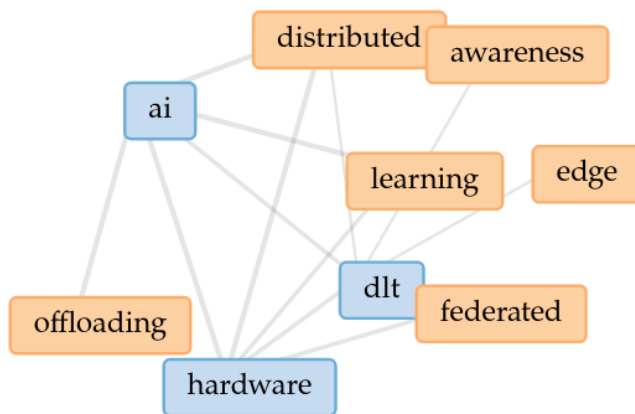 distributed
awareness
ai
learning
edge
dlt
federated
offloading
hardware